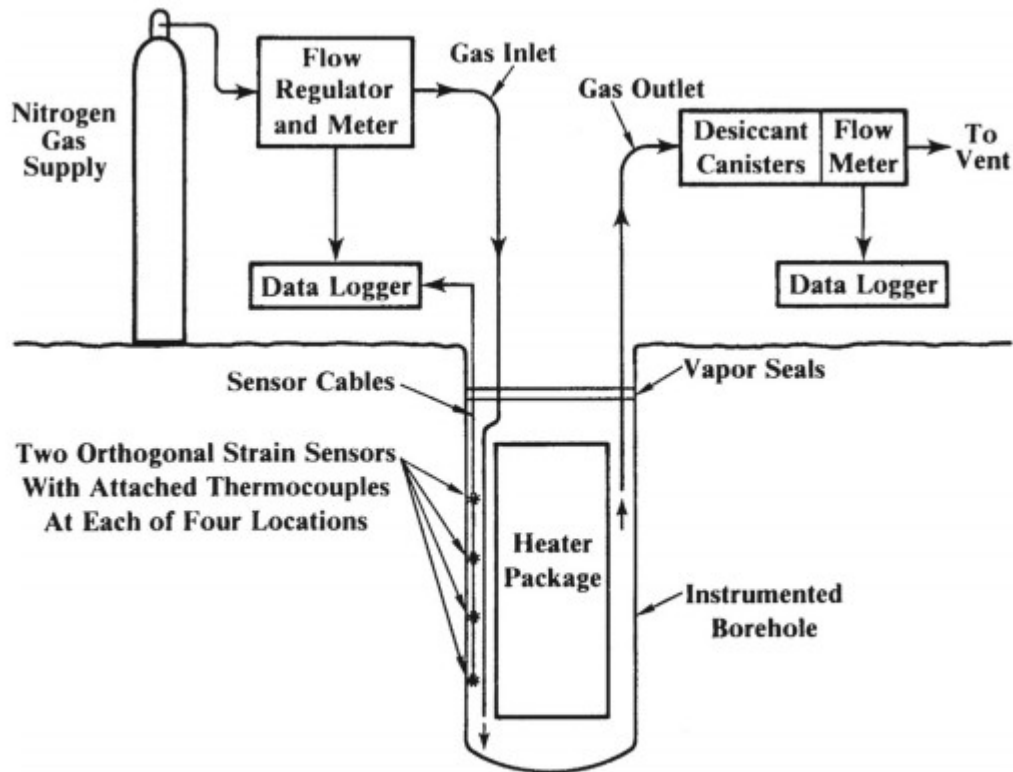 Nitrogen
Gas
Supply
Flow
Regulator
and Meter
Gas Inlet
Gas Outlet
Desiccant
Canisters
Flow
Meter
To
Vent
Data Logger
Data Logger
Sensor Cables
Vapor Seals
Two Orthogonal Strain Sensors
With Attached Thermocouples
At Each of Four Locations
Heater
Package
Instrumented
Borehole